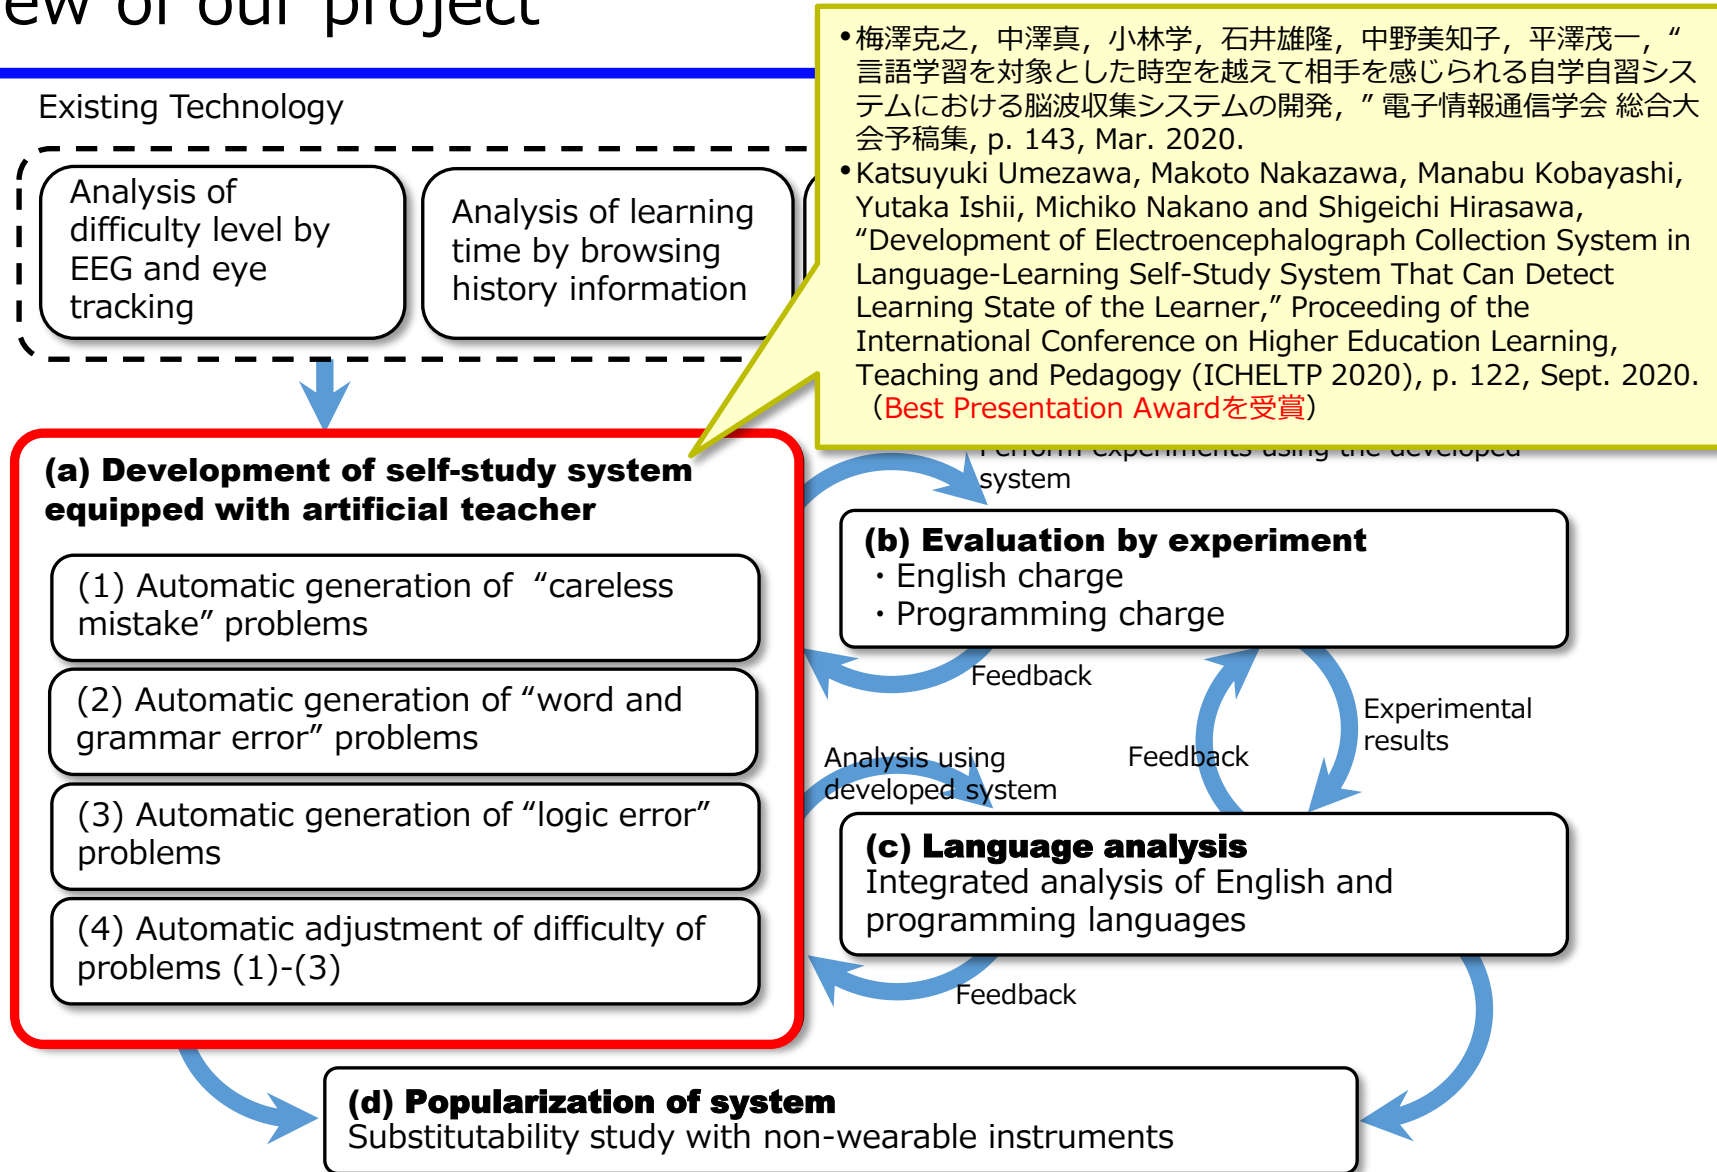 ew of our project
Existing Technology
Analysis of
difficulty level by
EEG and eye
tracking
Analysis of learning
time by browsing
history information
•梅澤克之，中澤真，小林学，石井雄隆，中野美知子，平澤茂一，“
言語学習を対象とした時空を越えて相手を感じられる自学自習シス
テムにおける脳波収集システムの開発，” 電子情報通信学会 総合大
会予稿集, p. 143, Mar. 2020.
•Katsuyuki Umezawa, Makoto Nakazawa, Manabu Kobayashi,
Yutaka Ishii, Michiko Nakano and Shigeichi Hirasawa,
“Development of Electroencephalograph Collection System in
Language-Learning Self-Study System That Can Detect
Learning State of the Learner,” Proceeding of the
International Conference on Higher Education Learning,
Teaching and Pedagogy (ICHELTP 2020), p. 122, Sept. 2020.
（Best Presentation Awardを受賞）
(a) Development of self-study system
equipped with artificial teacher
(1) Automatic generation of “careless
mistake” problems
(2) Automatic generation of “word and
grammar error” problems
(3) Automatic generation of “logic error”
problems
(4) Automatic adjustment of difficulty of
problems (1)-(3)
Perform experiments using the developed
system
(b) Evaluation by experiment
・English charge
・Programming charge
Feedback
Experimental
results
Feedback
Analysis using
developed system
(c) Language analysis
Integrated analysis of English and
programming languages
Feedback
(d) Popularization of system
Substitutability study with non-wearable instruments